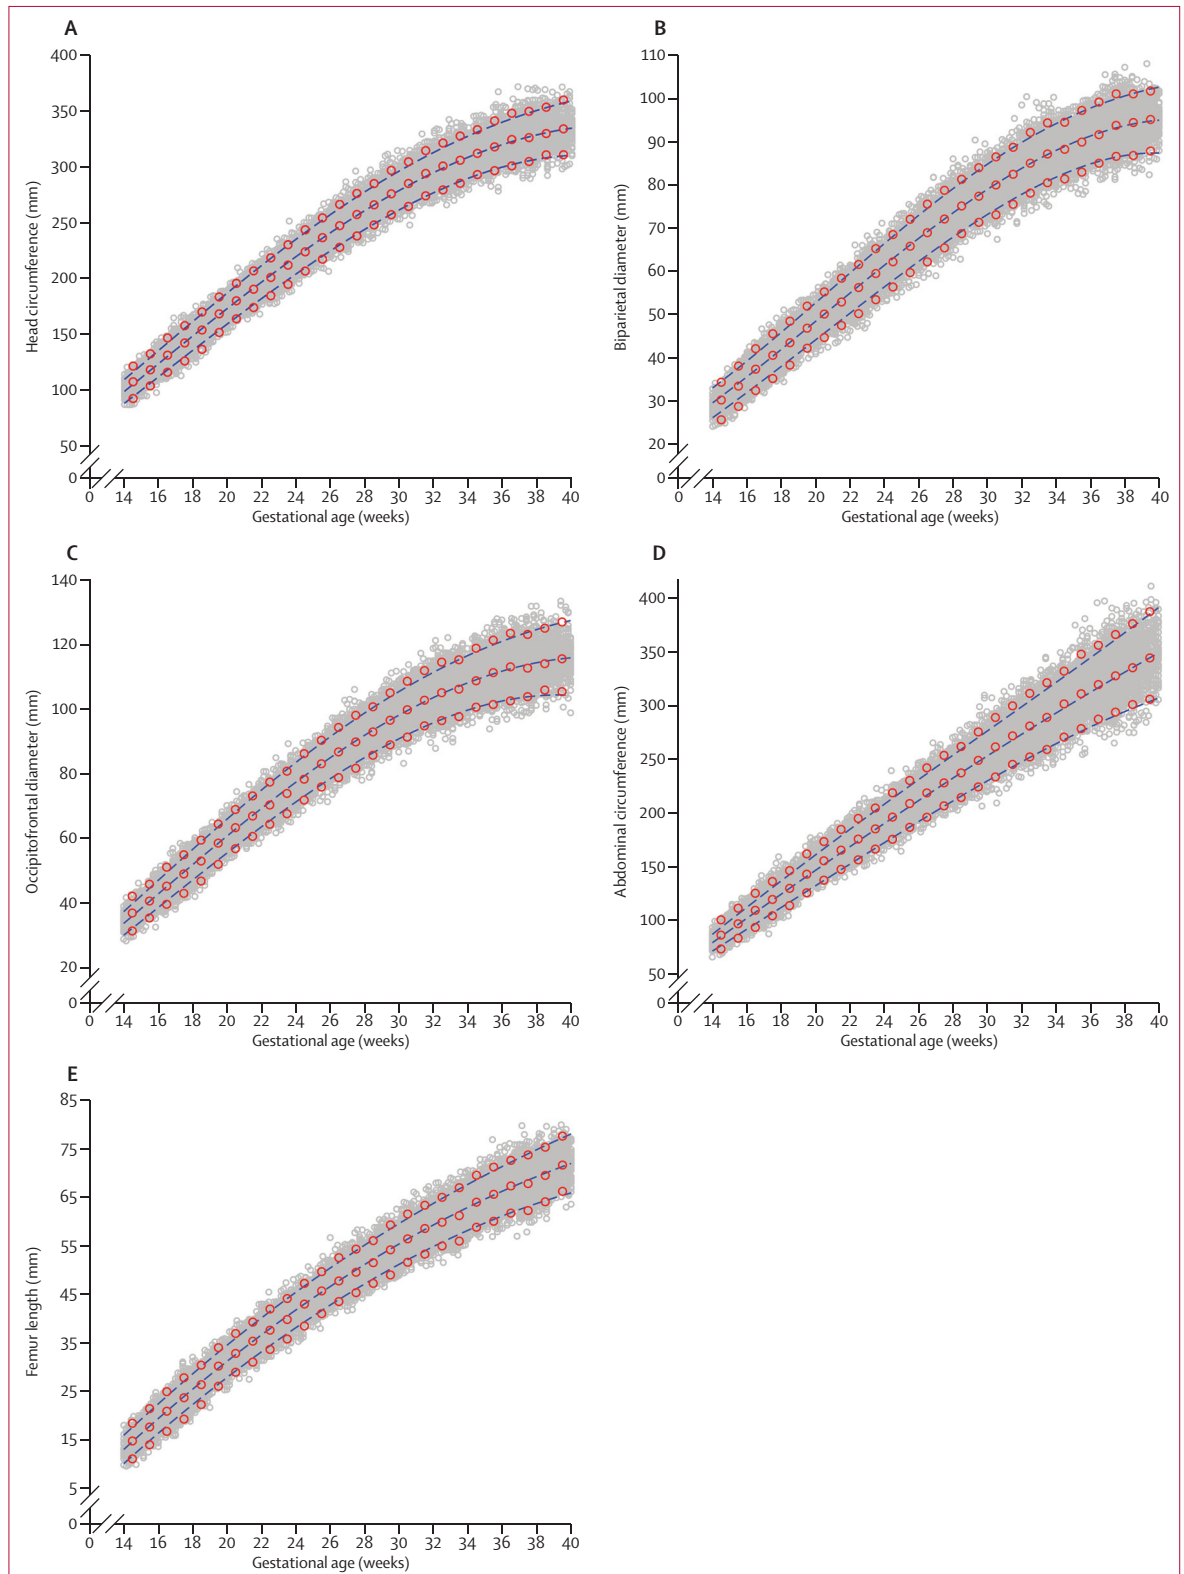 A
400
350
300
250
200
150
100
50
0
Head circumference (mm)
0 14 16 18 20 22 24 26 28 30 32 34 36 38 40
Gestational age (weeks)
B
110
100
90
80
70
60
50
40
30
20
0
Biparietal diameter (mm)
0 14 16 18 20 22 24 26 28 30 32 34 36 38 40
Gestational age (weeks)
C
140
120
100
80
60
40
20
0
Occipitofrontal diameter (mm)
0 14 16 18 20 22 24 26 28 30 32 34 36 38 40
Gestational age (weeks)
D
400
350
300
250
200
150
100
50
0
Abdominal circumference (mm)
0 14 16 18 20 22 24 26 28 30 32 34 36 38 40
Gestational age (weeks)
E
85
75
65
55
45
35
25
15
5
0
Femur length (mm)
0 14 16 18 20 22 24 26 28 30 32 34 36 38 40
Gestational age (weeks)